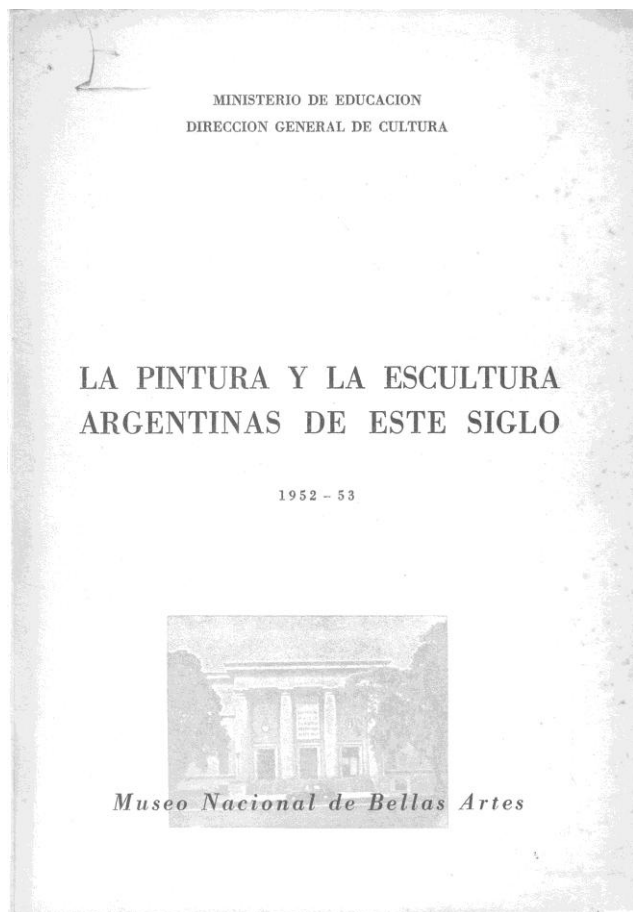 MINISTERIO DE EDUCACION
DIRECCION GENERAL DE CULTURA
LA PINTURA Y LA ESCULTURA
ARGENTINAS DE ESTE SIGLO
1952 - 53
Museo Nacional de Bellas Artes